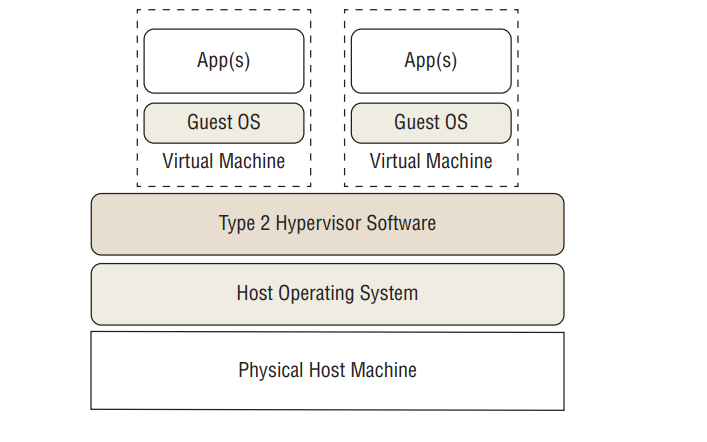 App(s)
App(s)
Guest OS
Guest OS
Virtual Machine
Virtual Machine
Type 2 Hypervisor Software
Host Operating System
Physical Host Machine